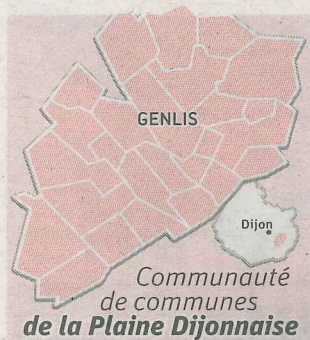 GENLIS
Dijon
Communauté
de communes
de la Plaine Dijonnaise